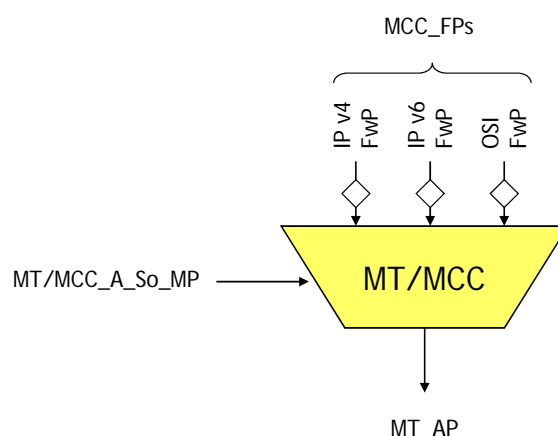 MCC_FPs
IP v4
FwP
IP v6
FwP
OSI
FwP
MT/MCC
MT/MCC_A_So_MP
MT_AP